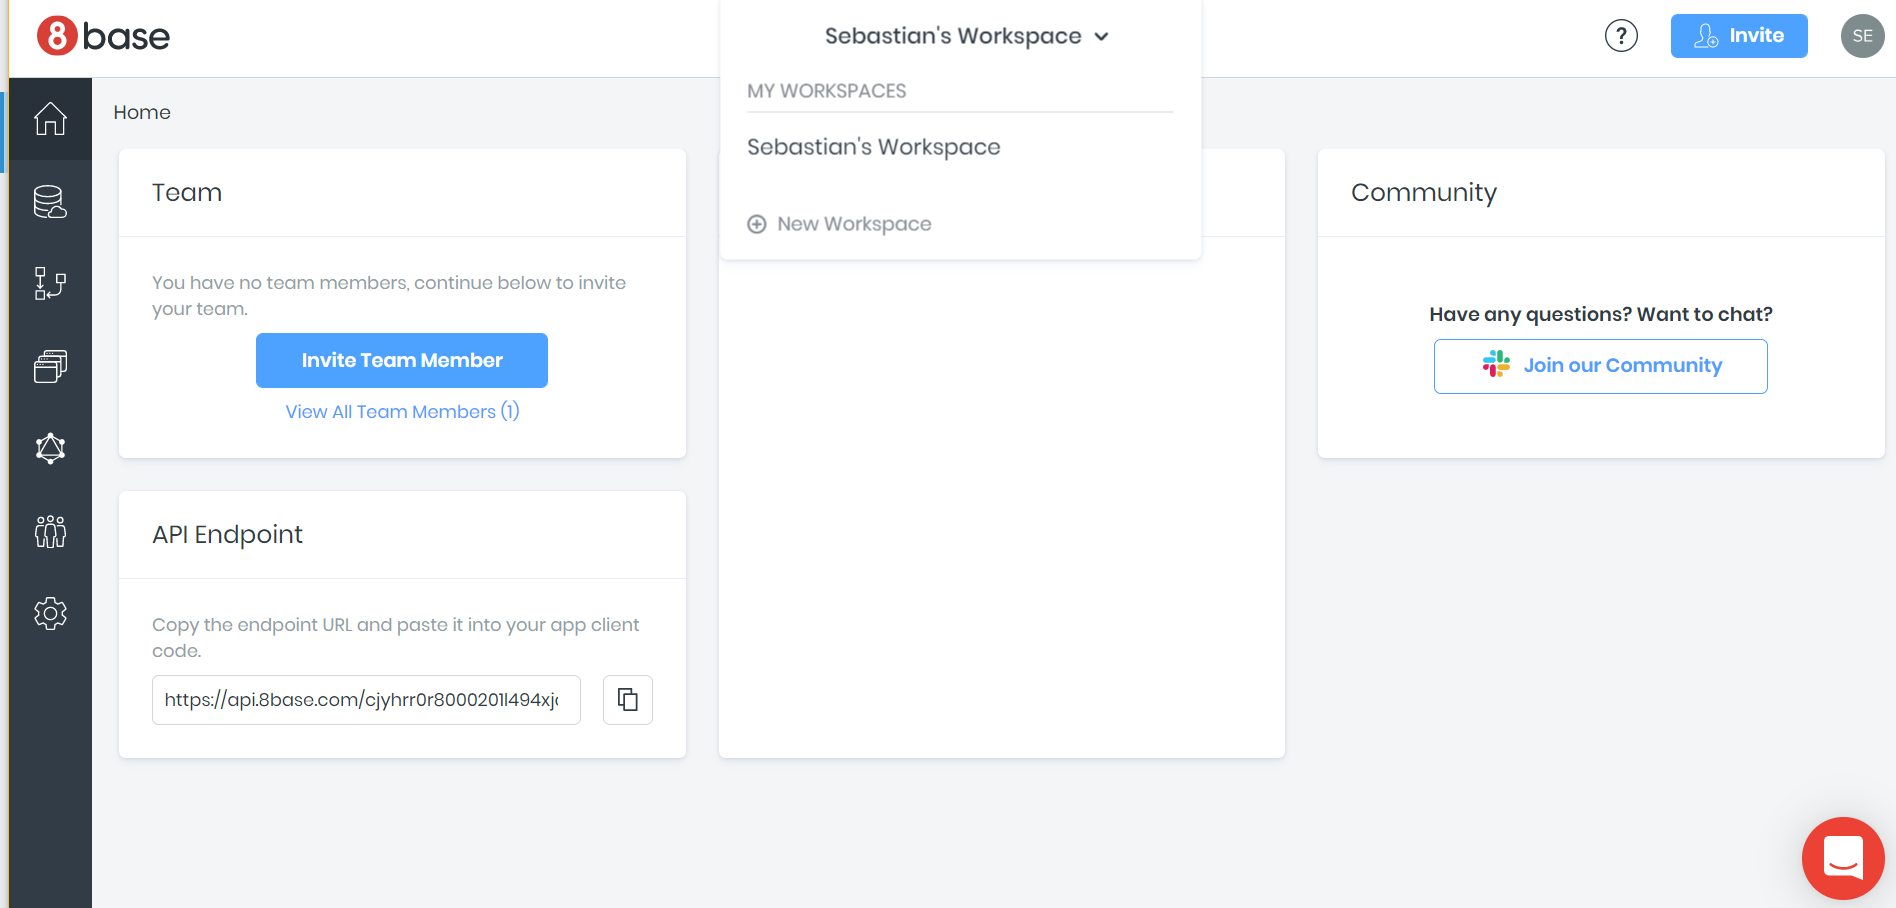 8base
Sebastian's Workspace
Invite
SE
MY WORKSPACES
Sebastian's Workspace
New Workspace
Home
Team
You have no team members, continue below to invite
your team.
Invite Team Member
View All Team Members (1)
API Endpoint
Copy the endpoint URL and paste it into your app client
code.
https://api.8base.com/cjyhrr0r8000201l494xj
Community
Have any questions? Want to chat?
Join our Community